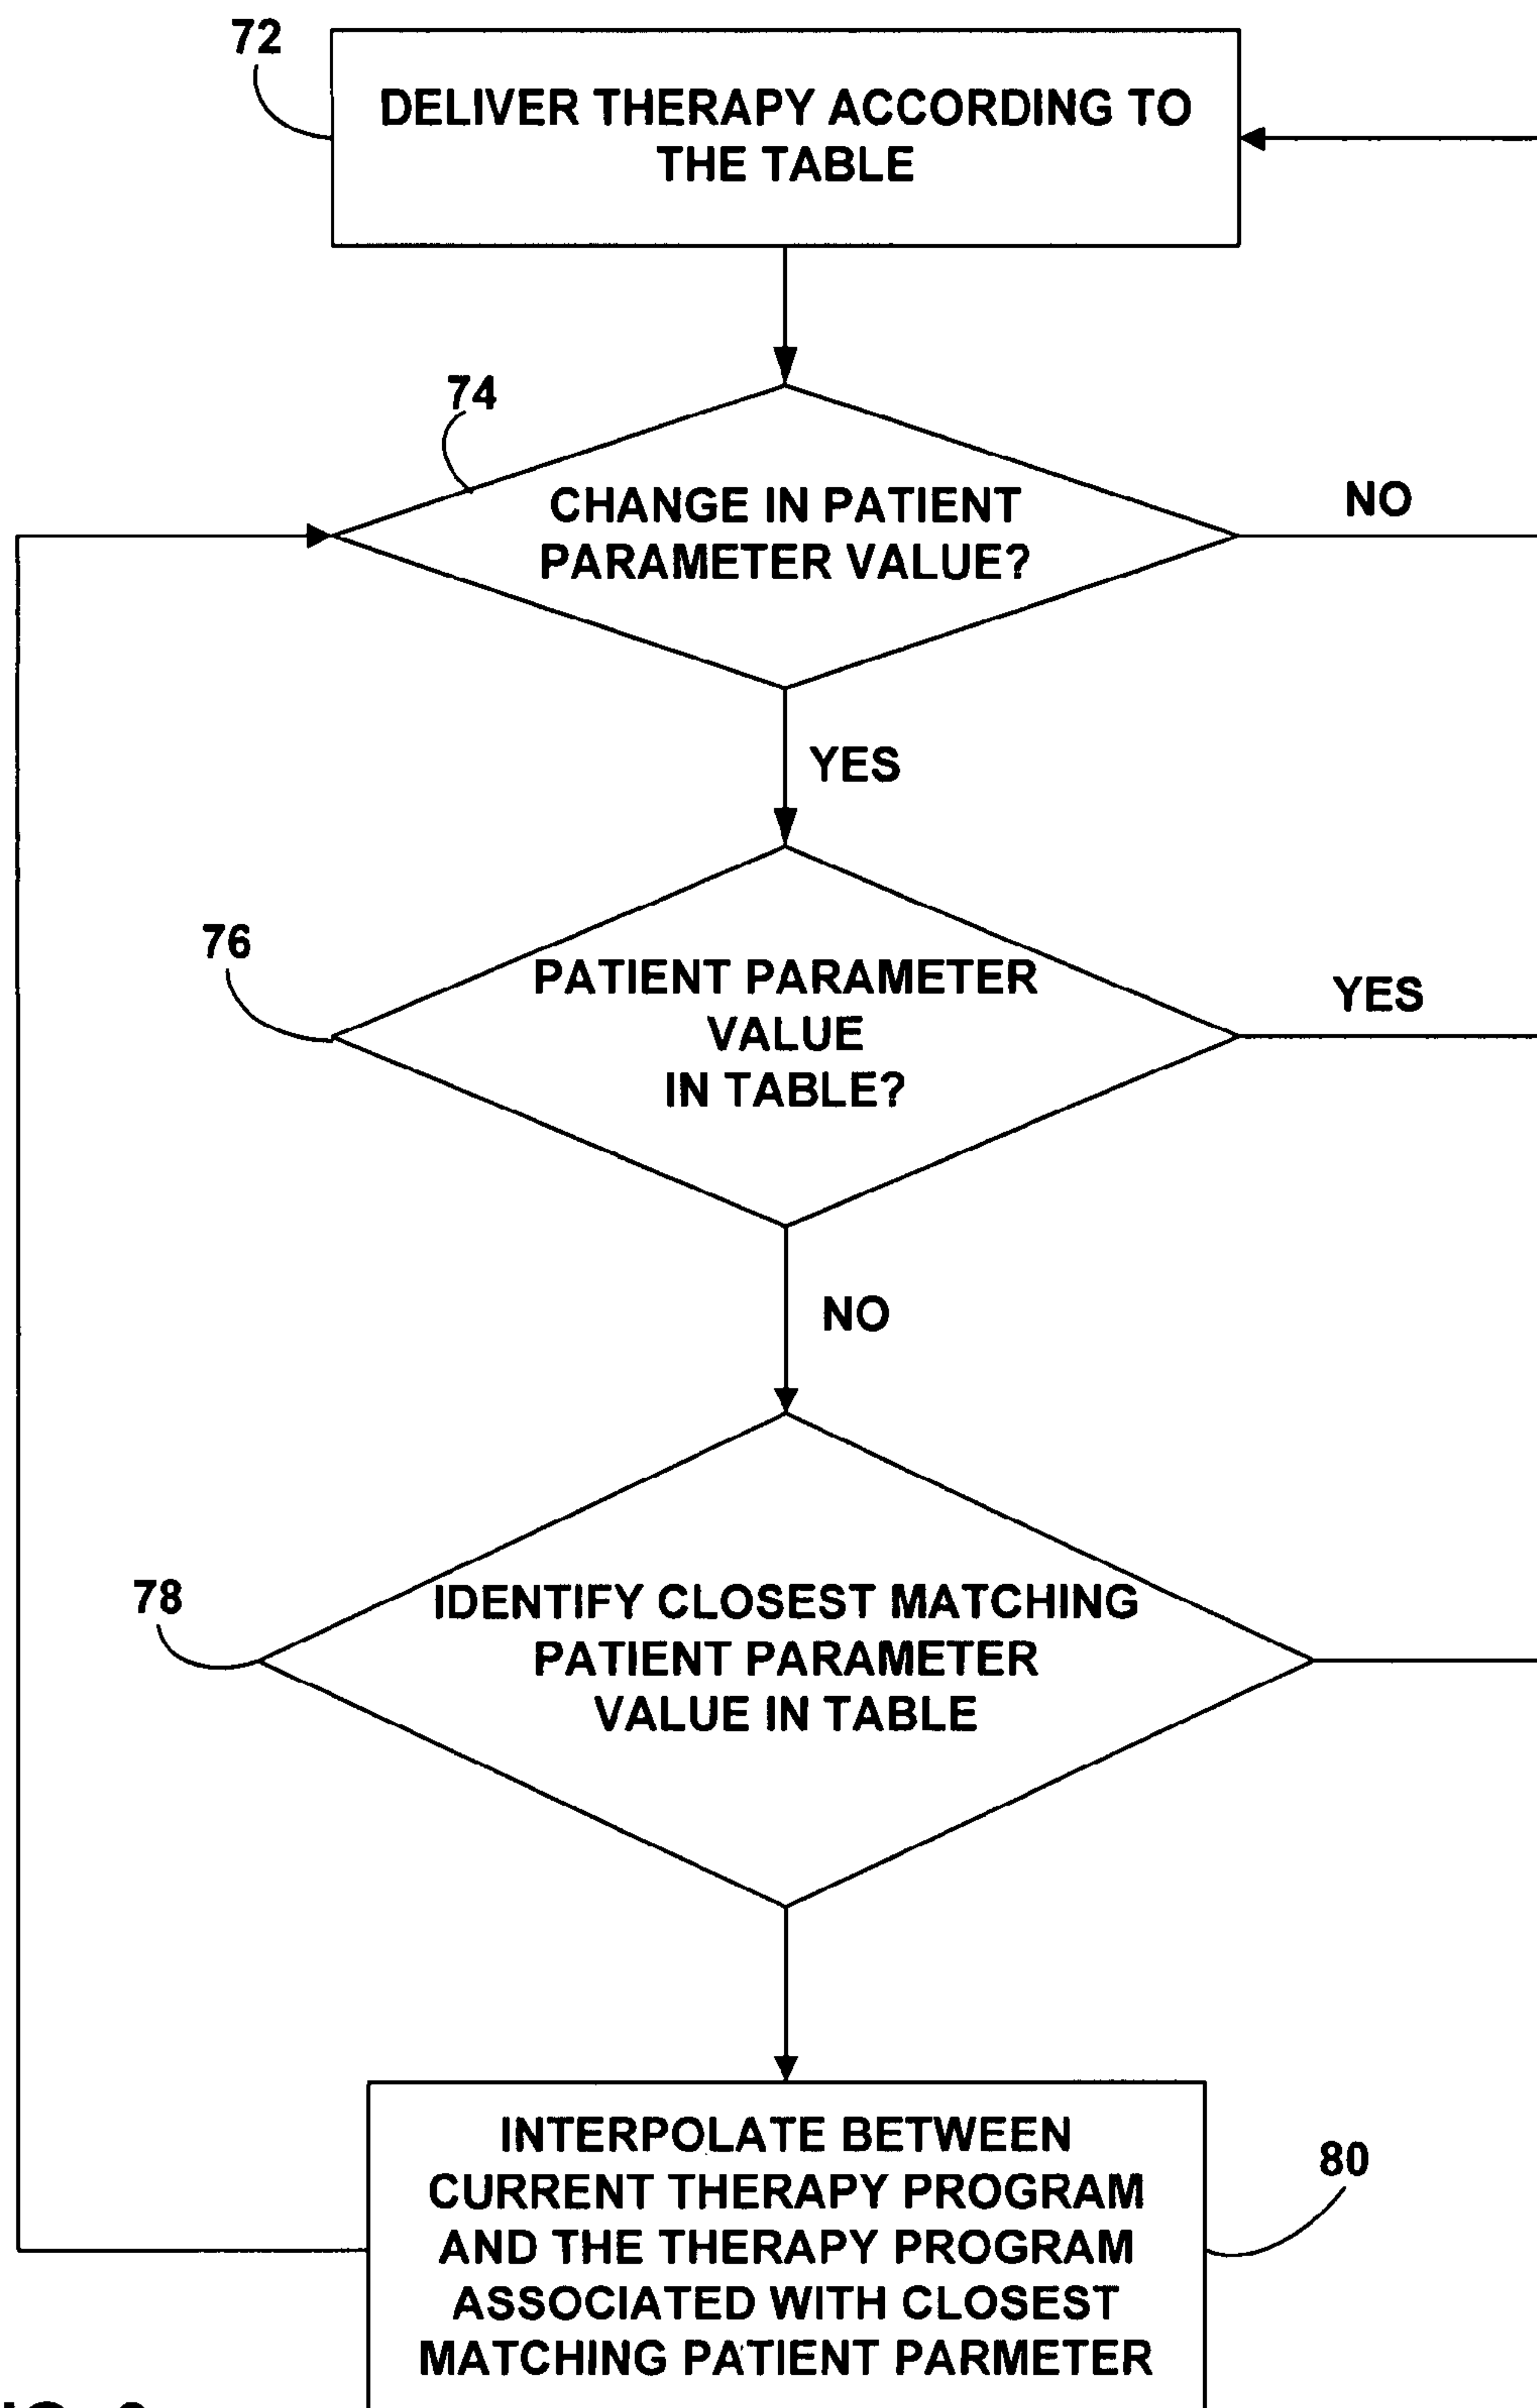 72
DELIVER THERAPY ACCORDING TO
THE TABLE
74
CHANGE IN PATIENT
PARAMETER VALUE?
NO
YES
76
PATIENT PARAMETER
VALUE
IN TABLE?
YES
NO
78
IDENTIFY CLOSEST MATCHING
PATIENT PARAMETER
VALUE IN TABLE
INTERPOLATE BETWEEN
CURRENT THERAPY PROGRAM
AND THE THERAPY PROGRAM
ASSOCIATED WITH CLOSEST
MATCHING PATIENT PARMETER
80